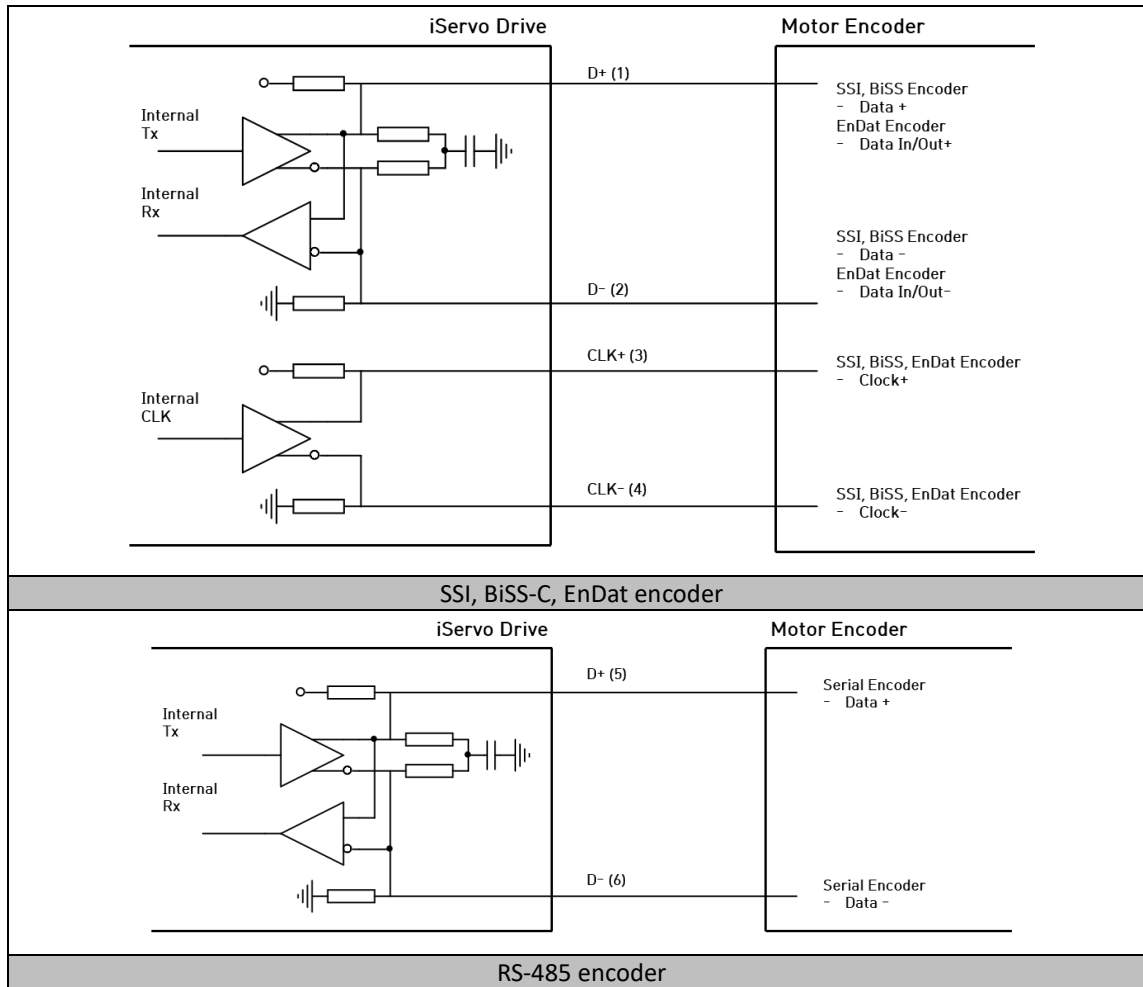 iServo Drive
Motor Encoder
D+ (1)
SSI, BiSS Encoder
- Data +
EnDat Encoder
- Data In/Out+
Internal
Tx
Internal
Rx
SSI, BiSS Encoder
- Data -
EnDat Encoder
- Data In/Out-
D- (2)
CLK+ (3)
SSI, BiSS, EnDat Encoder
- Clock+
Internal
CLK
CLK- (4)
SSI, BiSS, EnDat Encoder
- Clock-
SSI, BiSS-C, EnDat encoder
iServo Drive
Motor Encoder
D+ (5)
Serial Encoder
- Data +
Internal
Tx
Internal
Rx
D- (6)
Serial Encoder
- Data -
RS-485 encoder